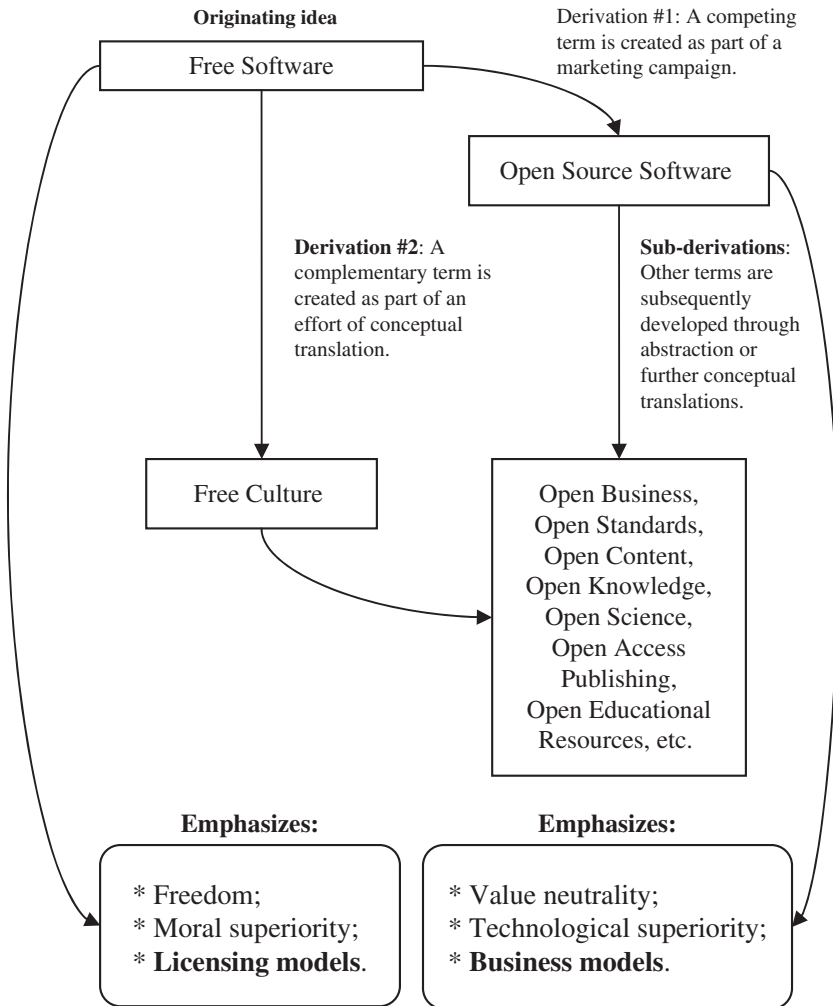 Originating idea
Free Software
Derivation #1: A competing
term is created as part of a
marketing campaign.
Open Source Software
Derivation #2: A
complementary term is
created as part of an
effort of conceptual
translation.
Sub-derivations:
Other terms are
subsequently
developed through
abstraction or
further conceptual
translations.
Free Culture
Open Business,
Open Standards,
Open Content,
Open Knowledge,
Open Science,
Open Access
Publishing,
Open Educational
Resources, etc.
Emphasizes:
* Freedom;
* Moral superiority;
* Licensing models.
Emphasizes:
* Value neutrality;
* Technological superiority;
* Business models.